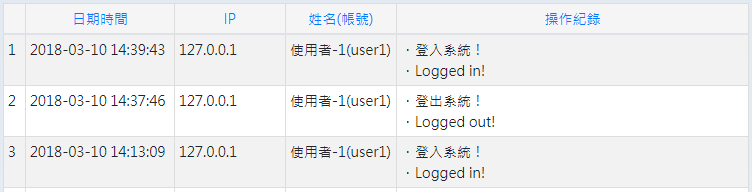 日期時間 IP 姓名(帳號) 操作紀錄
1 2018-03-10 14:39:43 127.0.0.1 使用者-1(user1) ・登入系統！
・Logged in!
2 2018-03-10 14:37:46 127.0.0.1 使用者-1(user1) ・登出系統！
・Logged out!
3 2018-03-10 14:13:09 127.0.0.1 使用者-1(user1) ・登入系統！
・Logged in!